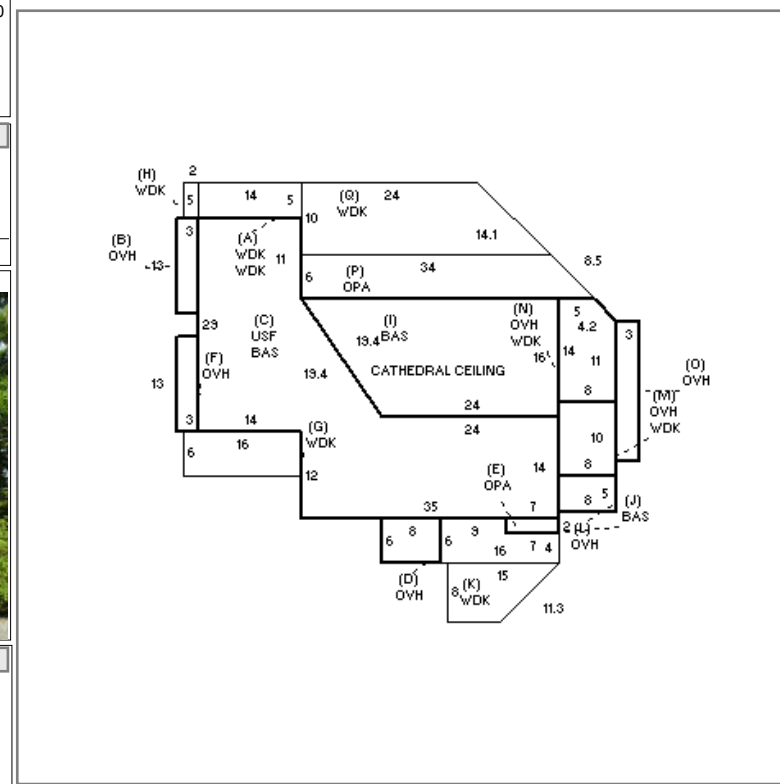 2
(H)
WDK
5
14
5
(Q)
WDK
24
3
10
14.1
(B)
OVH
13
(A)
WDK
WDK
11
6
(P)
OPA
34
8.5
29
(C)
USF
BAS
19.4
(I)
BAS
(N)
OVH
WDK
16
5
4.2
14
11
3
13
(F)
OVH
19.4
CATHEDRAL CEILING
8
(O)
OVH
24
(M)
OVH
WDK
3
14
24
10
(G)
WDK
6
16
12
14
8
(E)
OPA
8
5
35
7
(J)
BAS
2
(L)
OVH
6
8
6
9
16
7
4
(D)
OVH
15
8
(K)
WDK
11.3